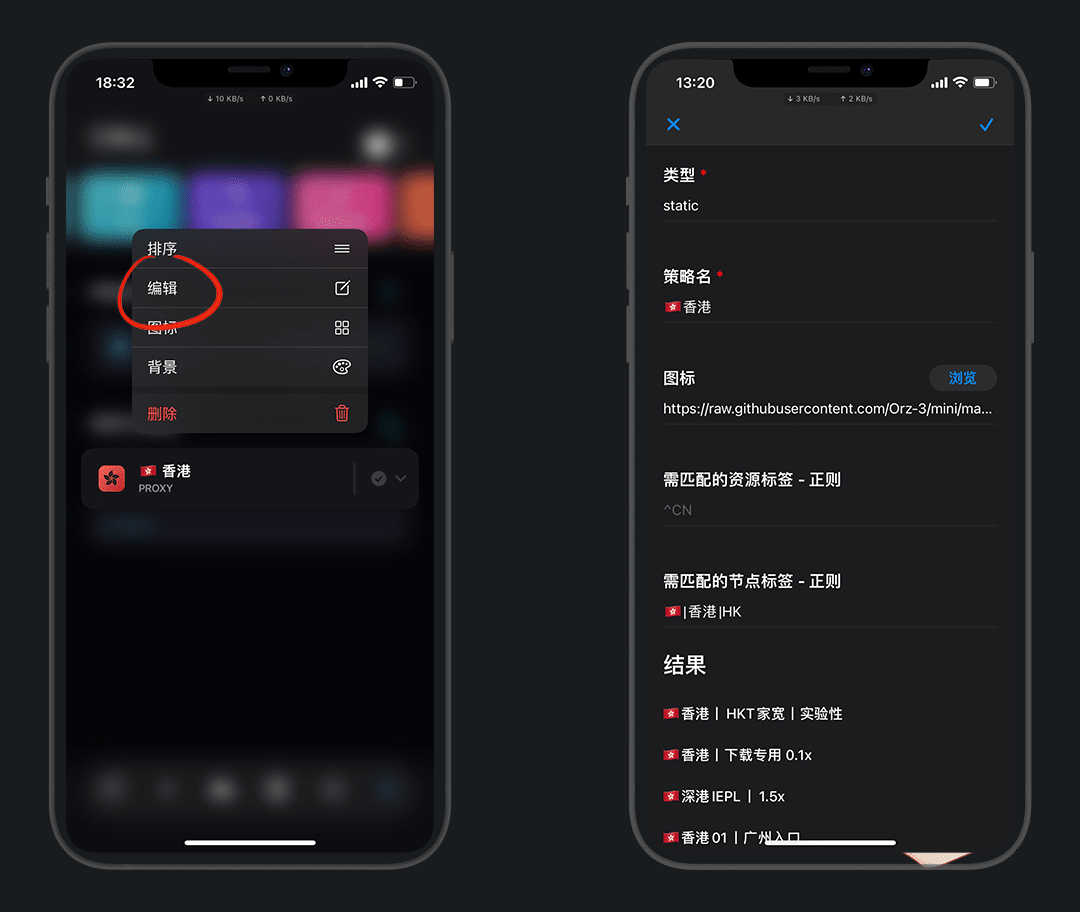 18:32
↓ 10 KB/s ↑ 0 KB/s
排序
编辑
图标
背景
删除
🇭🇰 香港
PROXY
13:20
↓ 3 KB/s ↑ 2 KB/s
类型 *
static
策略名 *
🇭🇰香港
图标 浏览
https://raw.githubusercontent.com/Orz-3/mini/ma...
需匹配的资源标签 - 正则
^CN
需匹配的节点标签 - 正则
🇭🇰|香港|HK
结果
🇭🇰香港丨 HKT家宽丨实验性
🇭🇰香港丨下载专用 0.1x
🇭🇰深港IEPL 丨 1.5x
🇭🇰香港01丨广州入口